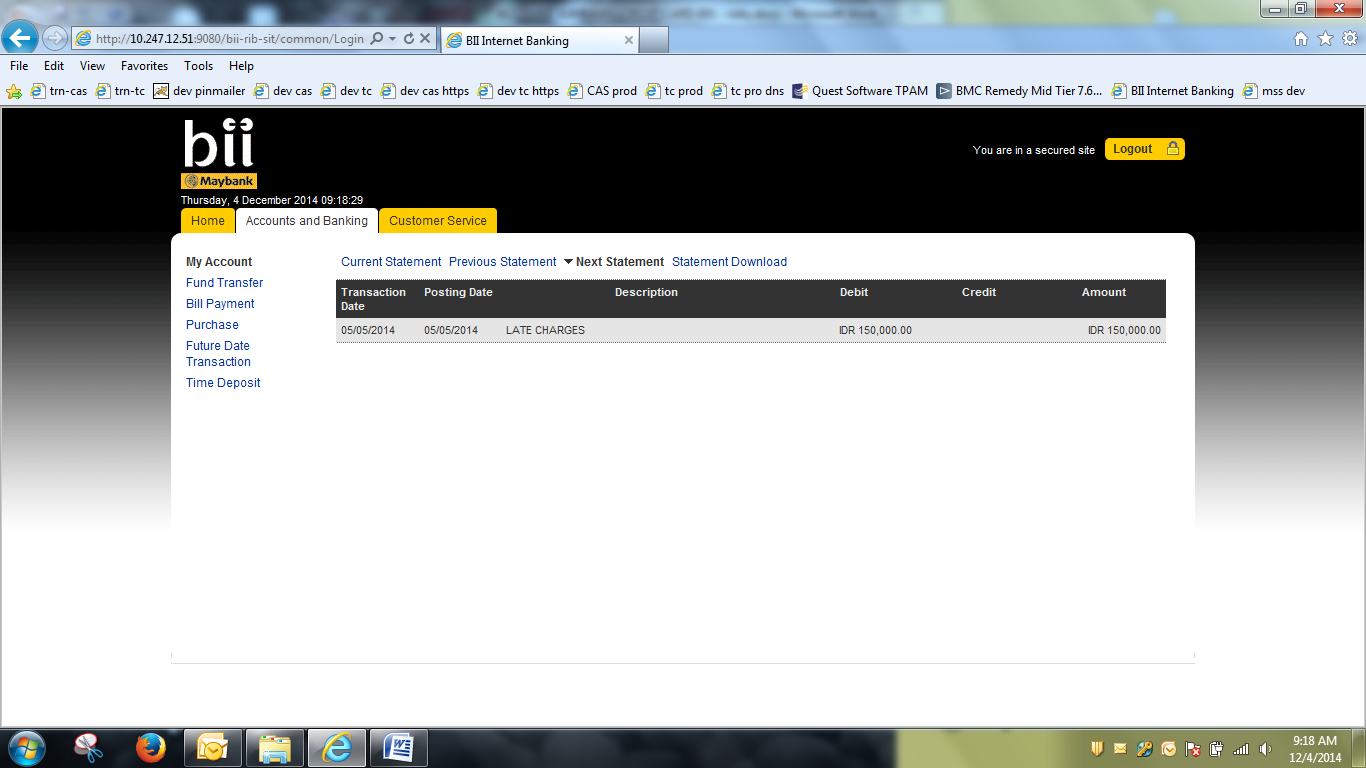 http://10.247.12.51:9080/bii-rib-sit/common/Login
BII Internet Banking
File Edit View Favorites Tools Help
trn-cas trn-tc dev pinmailer dev cas dev tc dev cas https dev tc https CAS prod tc prod tc pro dns Quest Software TPAM BMC Remedy Mid Tier 7.6... BII Internet Banking mss dev
bii
Maybank
You are in a secured site Logout
Thursday, 4 December 2014 09:18:29
Home Accounts and Banking Customer Service
My Account
Fund Transfer
Bill Payment
Purchase
Future Date
Transaction
Time Deposit
Current Statement Previous Statement Next Statement Statement Download
Transaction Date Posting Date Description Debit Credit Amount
05/05/2014 05/05/2014 LATE CHARGES IDR 150,000.00 IDR 150,000.00
9:18 AM
12/4/2014